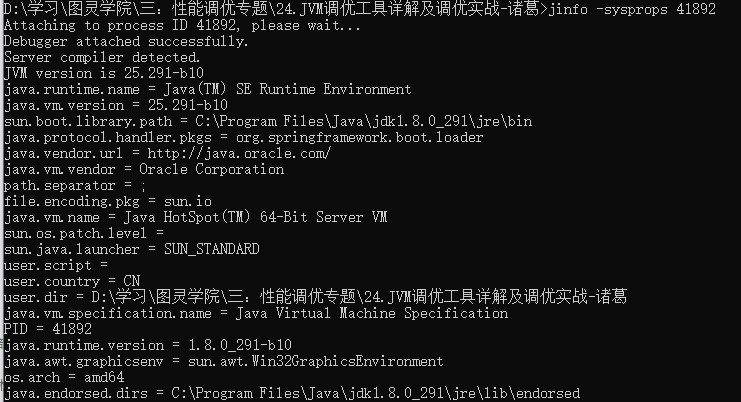 D:\学习\图灵学院\三：性能调优专题\24.JVM调优工具详解及调优实战-诸葛>jinfo -sysprops 41892
Attaching to process ID 41892, please wait...
Debugger attached successfully.
Server compiler detected.
JVM version is 25.291-b10
java.runtime.name = Java(TM) SE Runtime Environment
java.vm.version = 25.291-b10
sun.boot.library.path = C:\Program Files\Java\jdk1.8.0_291\jre\bin
java.protocol.handler.pkgs = org.springframework.boot.loader
java.vendor.url = http://java.oracle.com/
java.vm.vendor = Oracle Corporation
path.separator = ;
file.encoding.pkg = sun.io
java.vm.name = Java HotSpot(TM) 64-Bit Server VM
sun.os.patch.level =
sun.java.launcher = SUN_STANDARD
user.script =
user.country = CN
user.dir = D:\学习\图灵学院\三：性能调优专题\24.JVM调优工具详解及调优实战-诸葛
java.vm.specification.name = Java Virtual Machine Specification
PID = 41892
java.runtime.version = 1.8.0_291-b10
java.awt.graphicsenv = sun.awt.Win32GraphicsEnvironment
os.arch = amd64
java.endorsed.dirs = C:\Program Files\Java\jdk1.8.0_291\jre\lib\endorsed